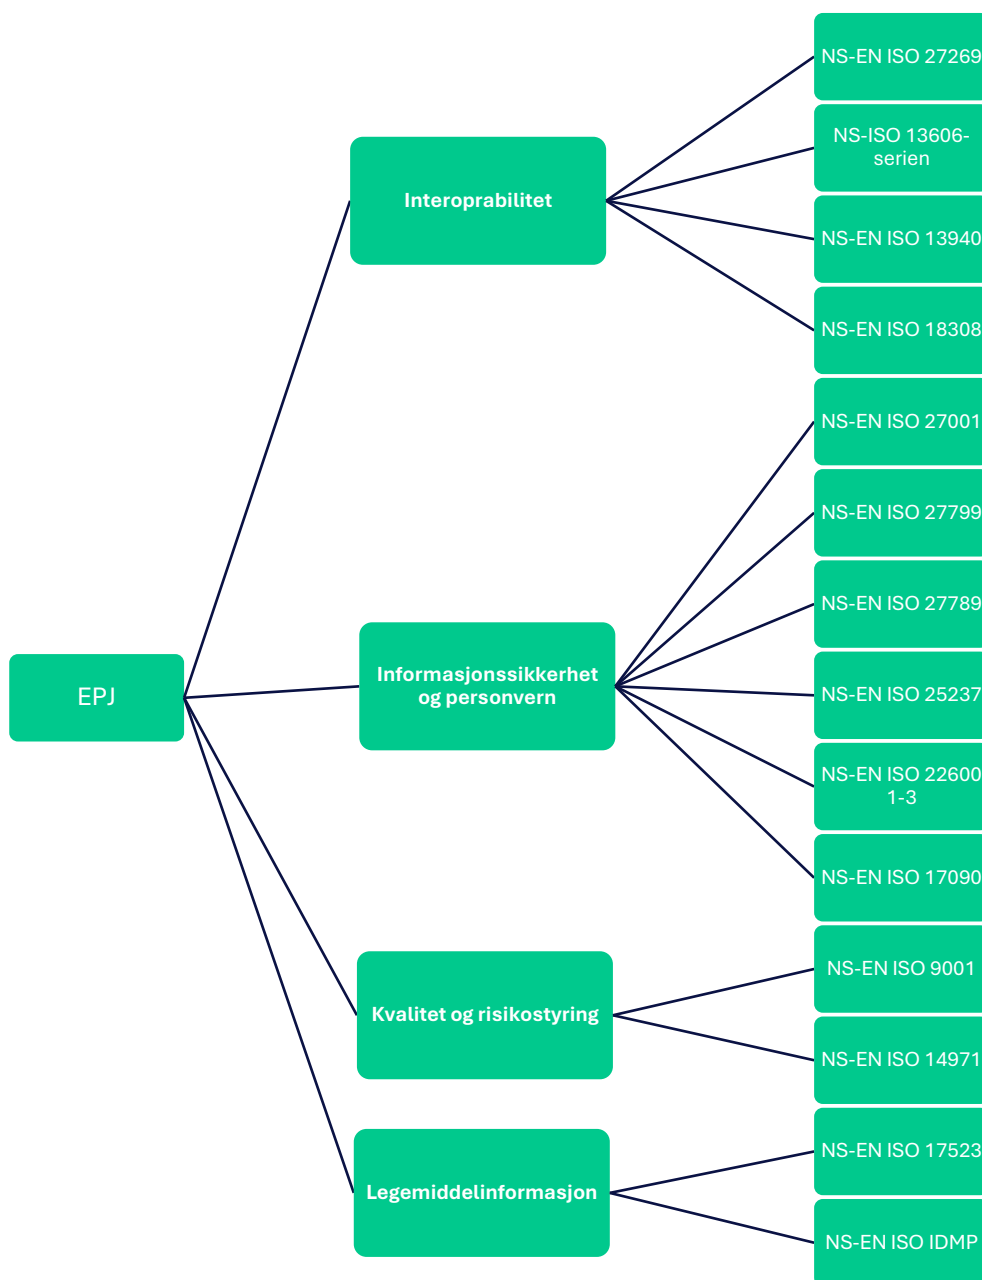 EPJ
Interoprabilitet
NS-EN ISO 27269
NS-ISO 13606-
serien
NS-EN ISO 13940
NS-EN ISO 18308
Informasjonssikkerhet
og personvern
NS-EN ISO 27001
NS-EN ISO 27799
NS-EN ISO 27789
NS-EN ISO 25237
NS-EN ISO 22600
1-3
NS-EN ISO 17090
Kvalitet og risikostyring
NS-EN ISO 9001
NS-EN ISO 14971
Legemiddelinformasjon
NS-EN ISO 17523
NS-EN ISO IDMP